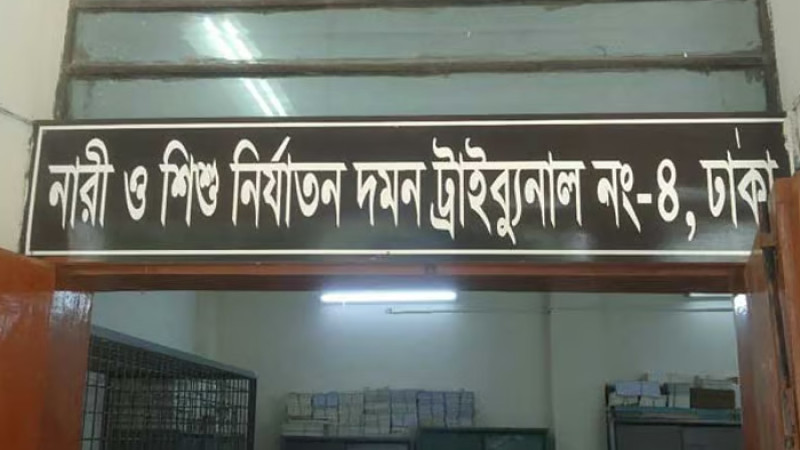 নারী ও শিশু নির্যাতন দমন ট্রাইব্যুনাল নং-৪, ঢাকা